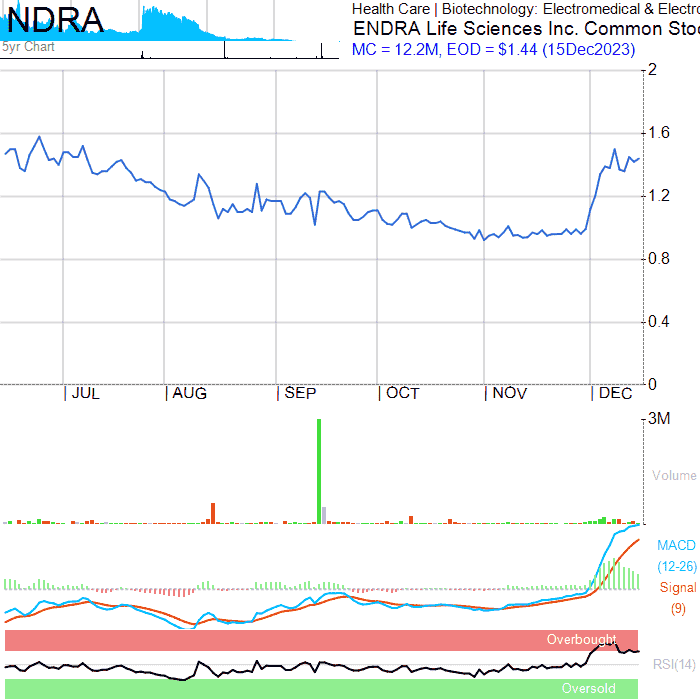 NDRA
5yr Chart
Health Care | Biotechnology: Electromedical & Electro
ENDRA Life Sciences Inc. Common Stoc
MC = 12.2M, EOD = $1.44 (15Dec2023)
2
1.6
1.2
0.8
0.4
0
| JUL | AUG | SEP | OCT | NOV | DEC
3M
Volume
MACD
(12-26)
Signal
(9)
Overbought
RSI(14)
Oversold